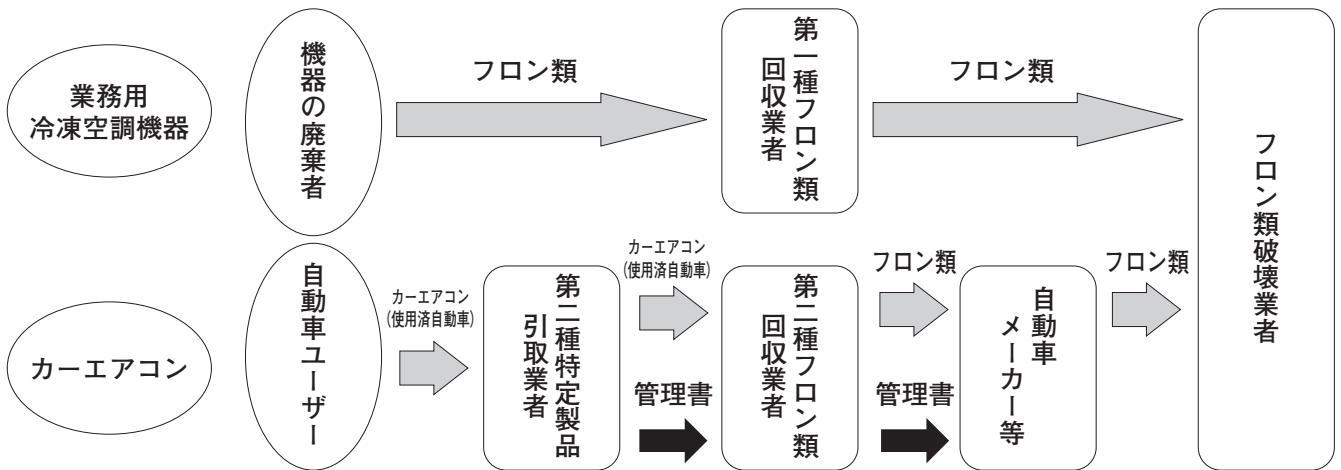 業務用
冷凍空調機器
機器の廃棄者
フロン類
第一種フロン類
回収業者
フロン類
フロン類破壊業者
カーエアコン
自動車ユーザー
カーエアコン
(使用済自動車)
第二種特定製品
引取業者
カーエアコン
(使用済自動車)
管理書
第二種フロン類
回収業者
フロン類
管理書
自動車
メーカー等
フロン類